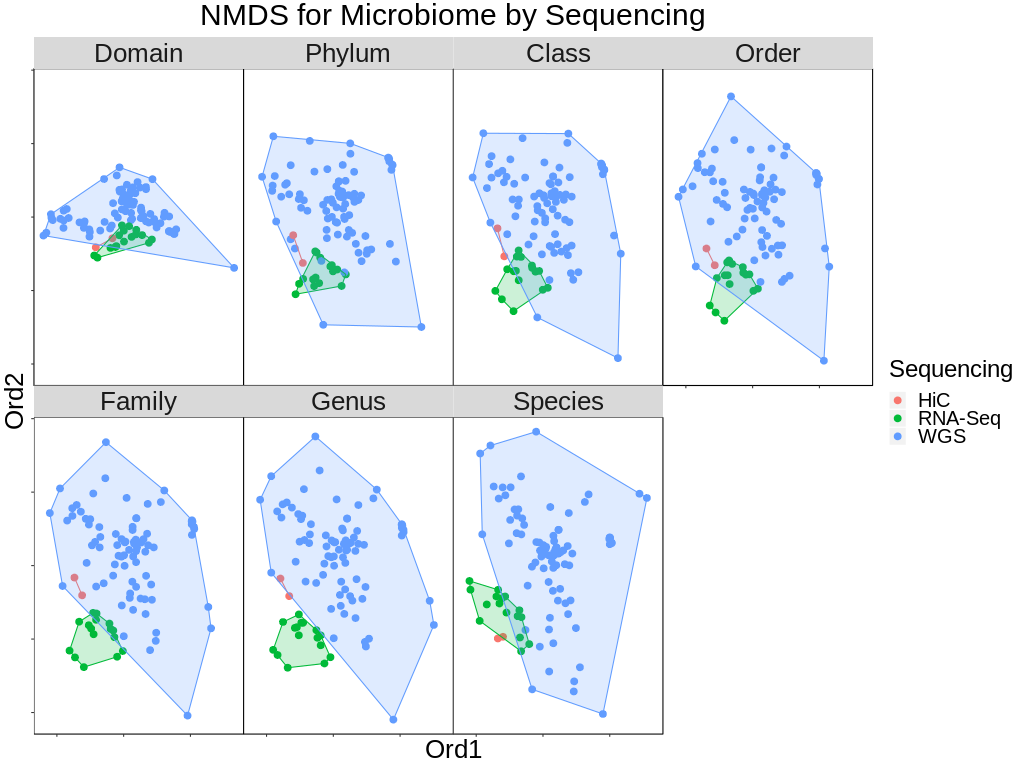 NMDS for Microbiome by Sequencing
Domain
Phylum
Class
Order
Family
Genus
Species
Ord2
Ord1
Sequencing
HiC
RNA-Seq
WGS